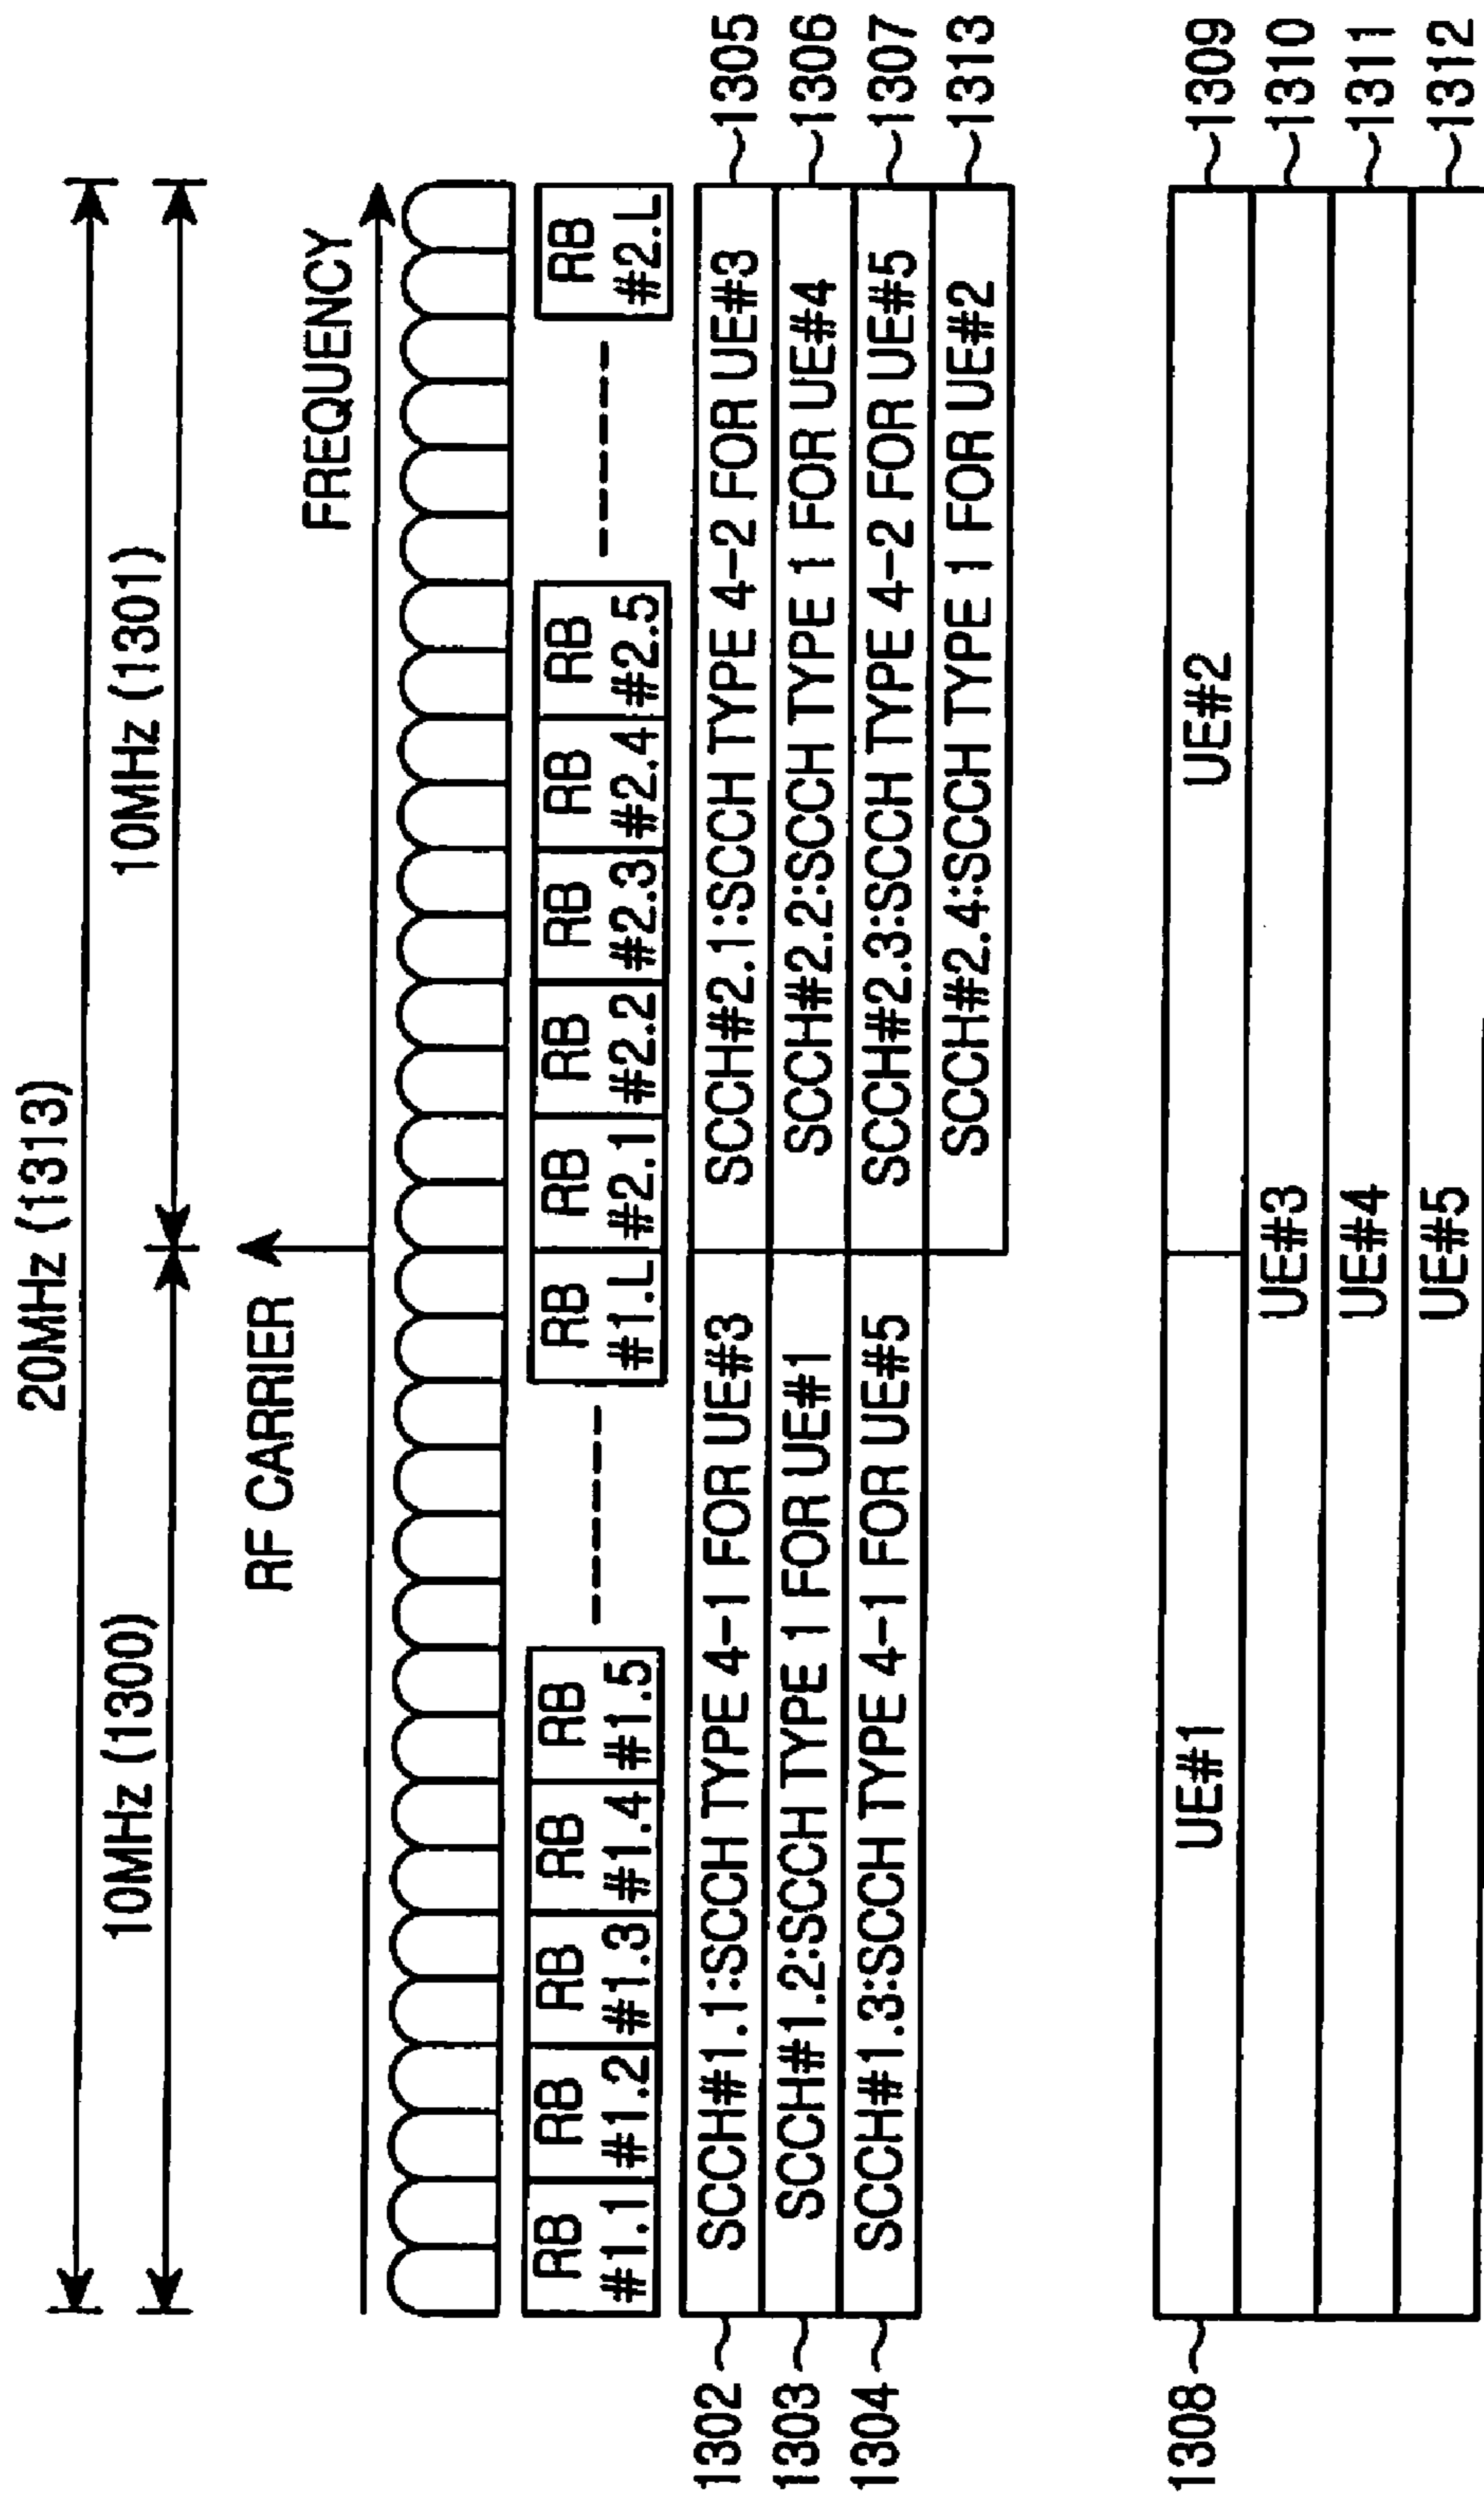 20MHz (1313)
10MHz (1300)
10MHz (1301)
RF CARRIER
FREQUENCY
RB #1.1
RB #1.2
RB #1.3
RB #1.4
RB #1.5
RB #1.L
RB #2.1
RB #2.2
RB #2.3
RB #2.4
RB #2.5
RB #2.L
1302
SCCH#1.1:SCCH TYPE 4-1 FOR UE#3
SCCH#2.1:SCCH TYPE 4-2 FOR UE#3
1305
1303
SCCH#1.2:SCCH TYPE 1 FOR UE#1
SCCH#2.2:SCCH TYPE 1 FOR UE#4
1306
1304
SCCH#1.3:SCCH TYPE 4-1 FOR UE#5
SCCH#2.3:SCCH TYPE 4-2 FOR UE#5
1307
SCCH#2.4:SCCH TYPE 1 FOR UE#2
1313
1308
UE#1
UE#2
1309
UE#3
1310
UE#4
1311
UE#5
1312